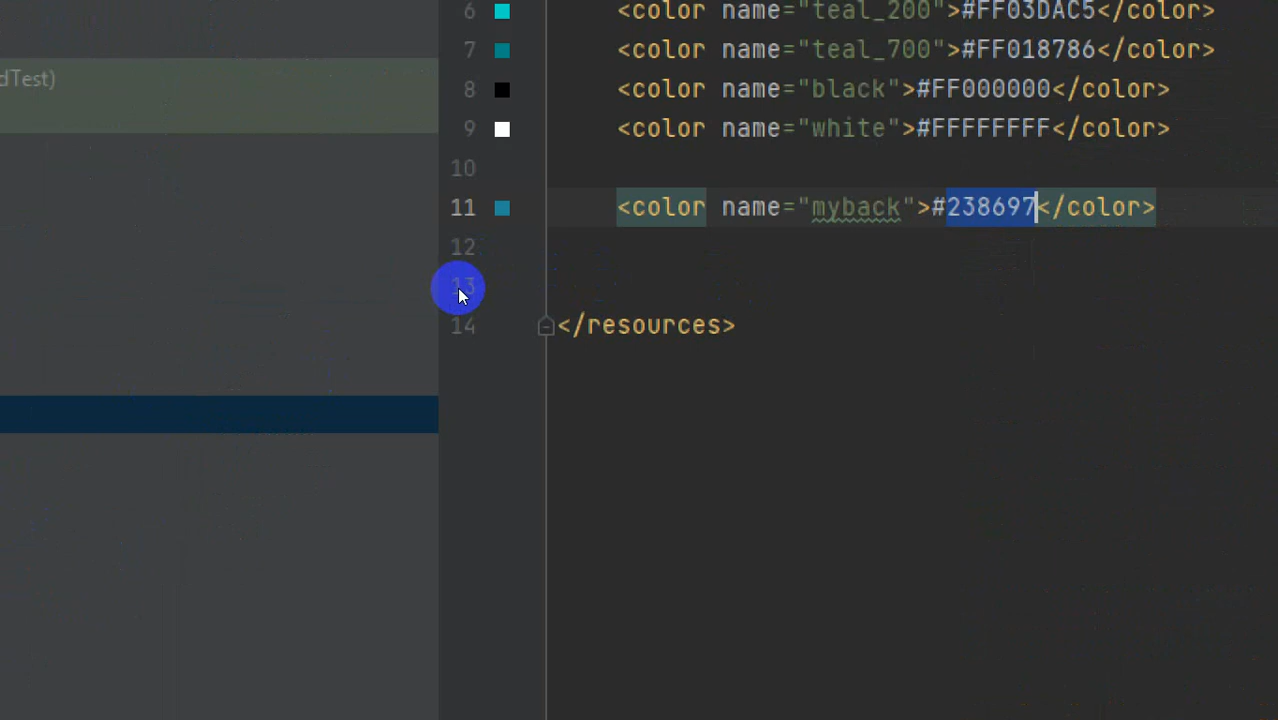 6 <color name="teal_200">#FF03DAC5</color>
7 <color name="teal_700">#FF018786</color>
dTest)
8 <color name="black">#FF000000</color>
9 <color name="white">#FFFFFFFF</color>
10
11 <color name="myback">#238697</color>
12
13
14 </resources>